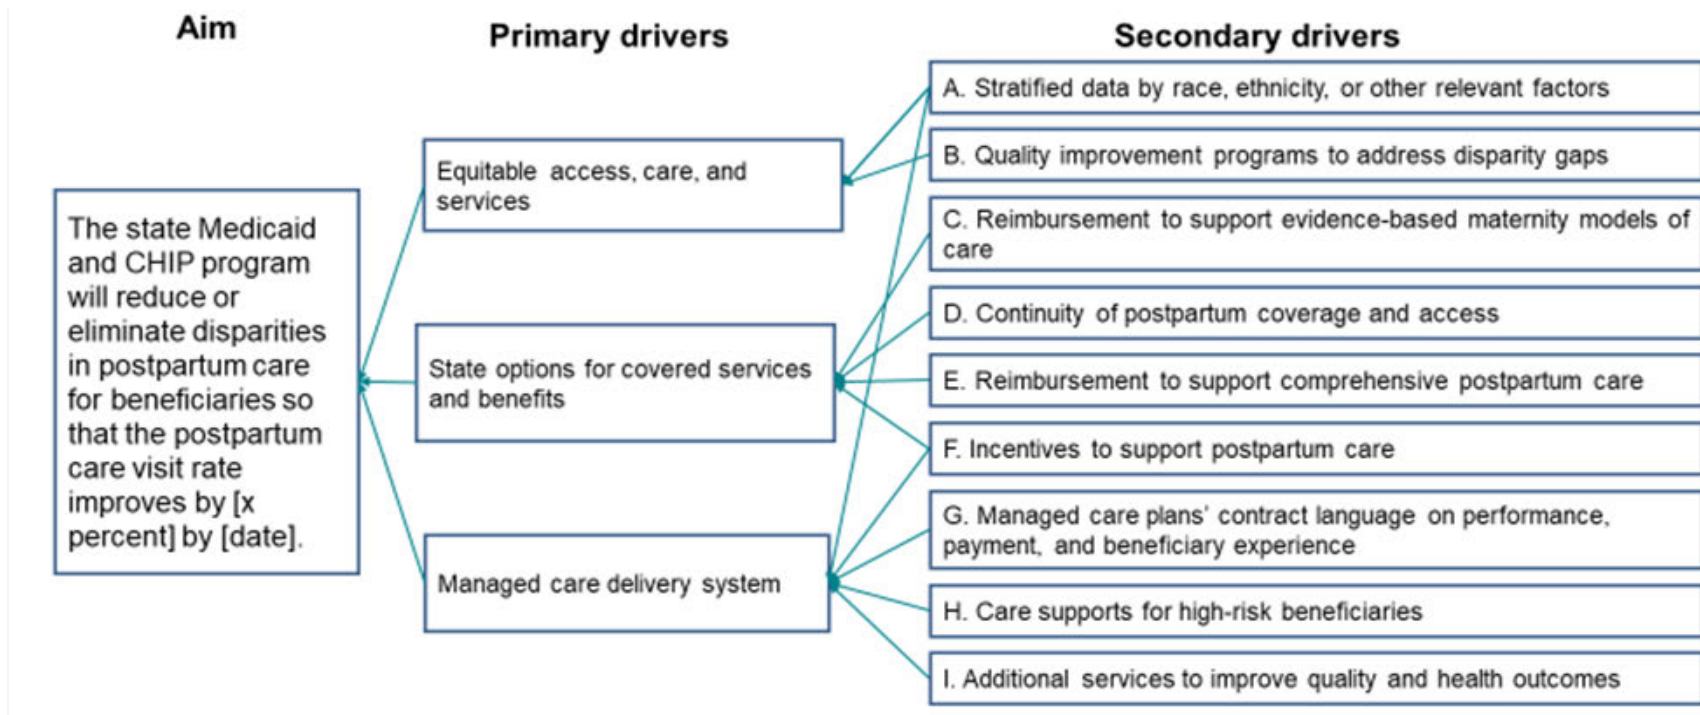 Aim
Primary drivers
Secondary drivers
The state Medicaid
and CHIP program
will reduce or
eliminate disparities
in postpartum care
for beneficiaries so
that the postpartum
care visit rate
improves by [x
percent] by [date].
Equitable access, care, and
services
State options for covered services
and benefits
Managed care delivery system
A. Stratified data by race, ethnicity, or other relevant factors
B. Quality improvement programs to address disparity gaps
C. Reimbursement to support evidence-based maternity models of
care
D. Continuity of postpartum coverage and access
E. Reimbursement to support comprehensive postpartum care
F. Incentives to support postpartum care
G. Managed care plans’ contract language on performance,
payment, and beneficiary experience
H. Care supports for high-risk beneficiaries
I. Additional services to improve quality and health outcomes